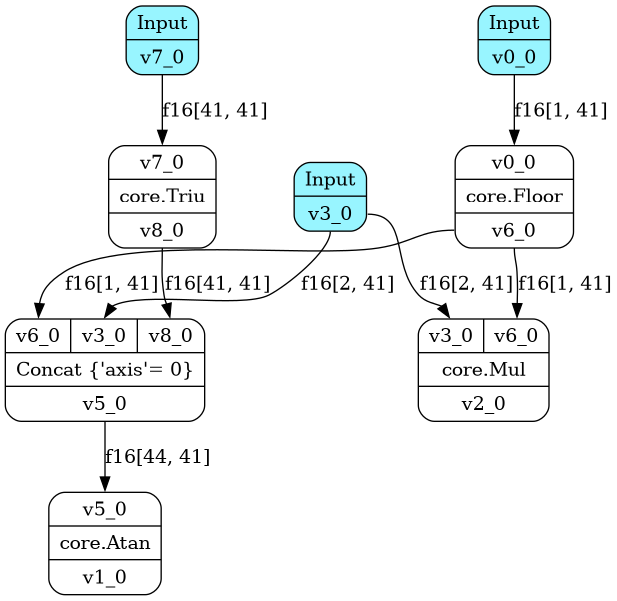 Input
v7_0
Input
v0_0
f16[41, 41]
f16[1, 41]
v7_0
core.Triu
v8_0
Input
v3_0
v0_0
core.Floor
v6_0
f16[1, 41]
f16[41, 41]
f16[2, 41]
f16[2, 41]
f16[1, 41]
v6_0 v3_0 v8_0
Concat {'axis'= 0}
v5_0
v3_0 v6_0
core.Mul
v2_0
f16[44, 41]
v5_0
core.Atan
v1_0